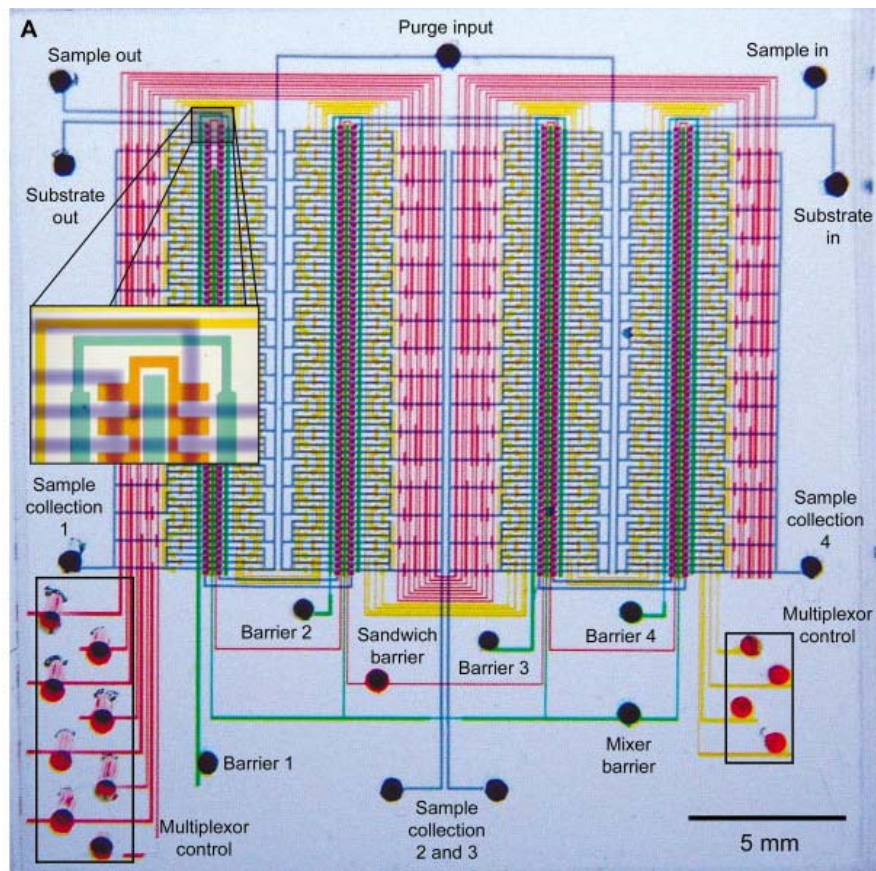 A
Purge input
Sample out
Sample in
Substrate
out
Substrate
in
Sample
collection
1
Sample
collection
4
Barrier 2
Sandwich
barrier
Barrier 3
Barrier 4
Multiplexor
control
Barrier 1
Mixer
barrier
Multiplexor
control
Sample
collection
2 and 3
5 mm